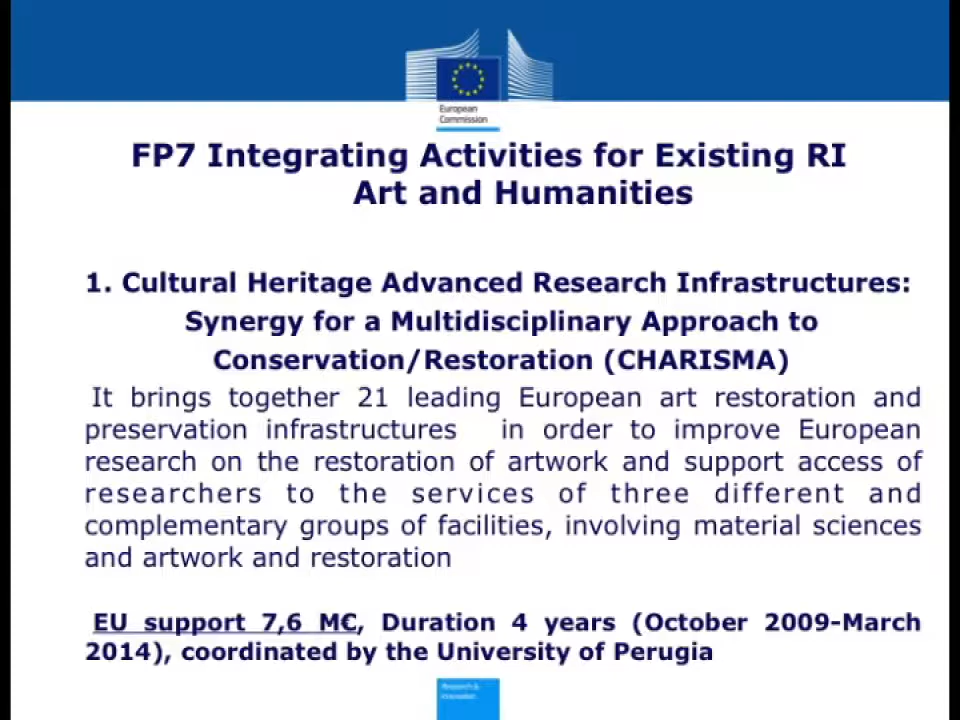 European
Commission
FP7 Integrating Activities for Existing RI
Art and Humanities
1. Cultural Heritage Advanced Research Infrastructures:
Synergy for a Multidisciplinary Approach to
Conservation/Restoration (CHARISMA)
It brings together 21 leading European art restoration and
preservation infrastructures in order to improve European
research on the restoration of artwork and support access of
researchers to the services of three different and
complementary groups of facilities, involving material sciences
and artwork and restoration
EU support 7,6 M€, Duration 4 years (October 2009-March
2014), coordinated by the University of Perugia
Research &
Innovation